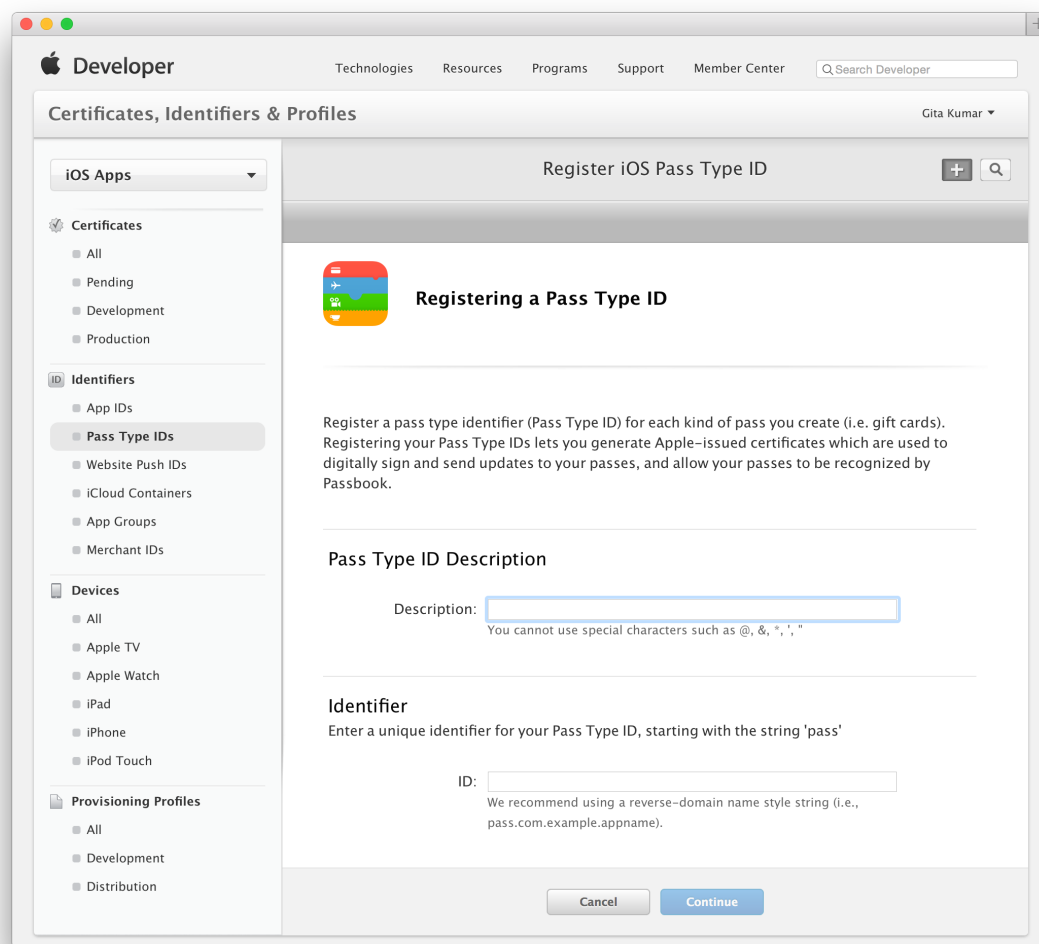 Developer
Technologies Resources Programs Support Member Center Search Developer
Certificates, Identifiers & Profiles
Gita Kumar
iOS Apps
Certificates
All
Pending
Development
Production
ID Identifiers
App IDs
Pass Type IDs
Website Push IDs
iCloud Containers
App Groups
Merchant IDs
Devices
All
Apple TV
Apple Watch
iPad
iPhone
iPod Touch
Provisioning Profiles
All
Development
Distribution
Register iOS Pass Type ID
Registering a Pass Type ID
Register a pass type identifier (Pass Type ID) for each kind of pass you create (i.e. gift cards).
Registering your Pass Type IDs lets you generate Apple-issued certificates which are used to
digitally sign and send updates to your passes, and allow your passes to be recognized by
Passbook.
Pass Type ID Description
Description:
You cannot use special characters such as @, &, *, ', "
Identifier
Enter a unique identifier for your Pass Type ID, starting with the string 'pass'
ID:
We recommend using a reverse-domain name style string (i.e.,
pass.com.example.appname).
Cancel Continue